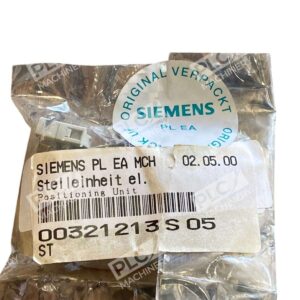 ORIGINAL VERPACKT
SIEMENS
PL EA
ORIGINAL
SIEMENS PL EA MCH 02.05.00
Stelleinheit el.
Positioning Unit
00321213 S 05
ST